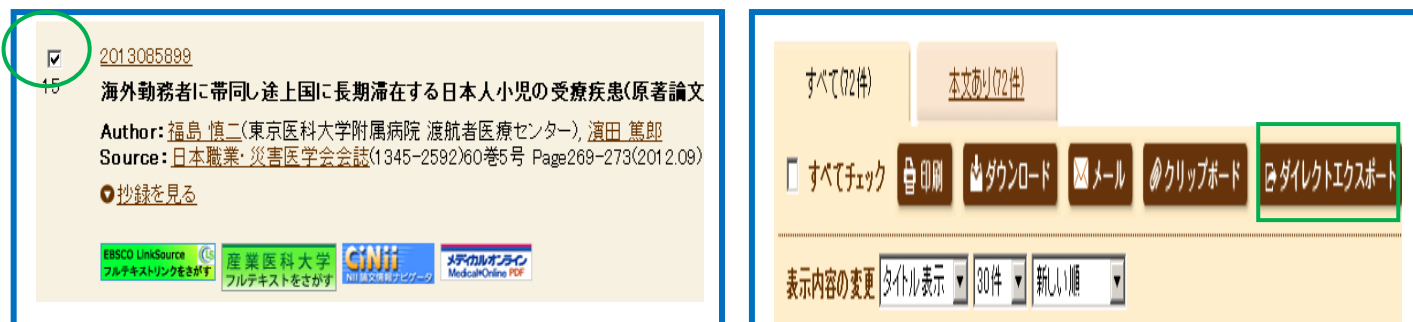 2013085899
15
海外勤務者に帯同し途上国に長期滞在する日本人小児の受療疾患(原著論文
Author:福島 慎二(東京医科大学附属病院 渡航者医療センター), 濱田 篤郎
Source:日本職業・災害医学会会誌(1345-2592)60巻5号 Page269-273(2012.09)
抄録を見る
EBSCO LinkSource
フルテキストリンクをさがす
産業医科大学
フルテキストをさがす
CiNii
NII論文情報ナビゲータ
メディカルオンライン
Medical*Online PDF
すべて(72件)
本文あり(72件)
すべてチェック 印刷 ダウンロード メール クリップボード ダイレクトエクスポート
表示内容の変更 タイトル表示 30件 新しい順